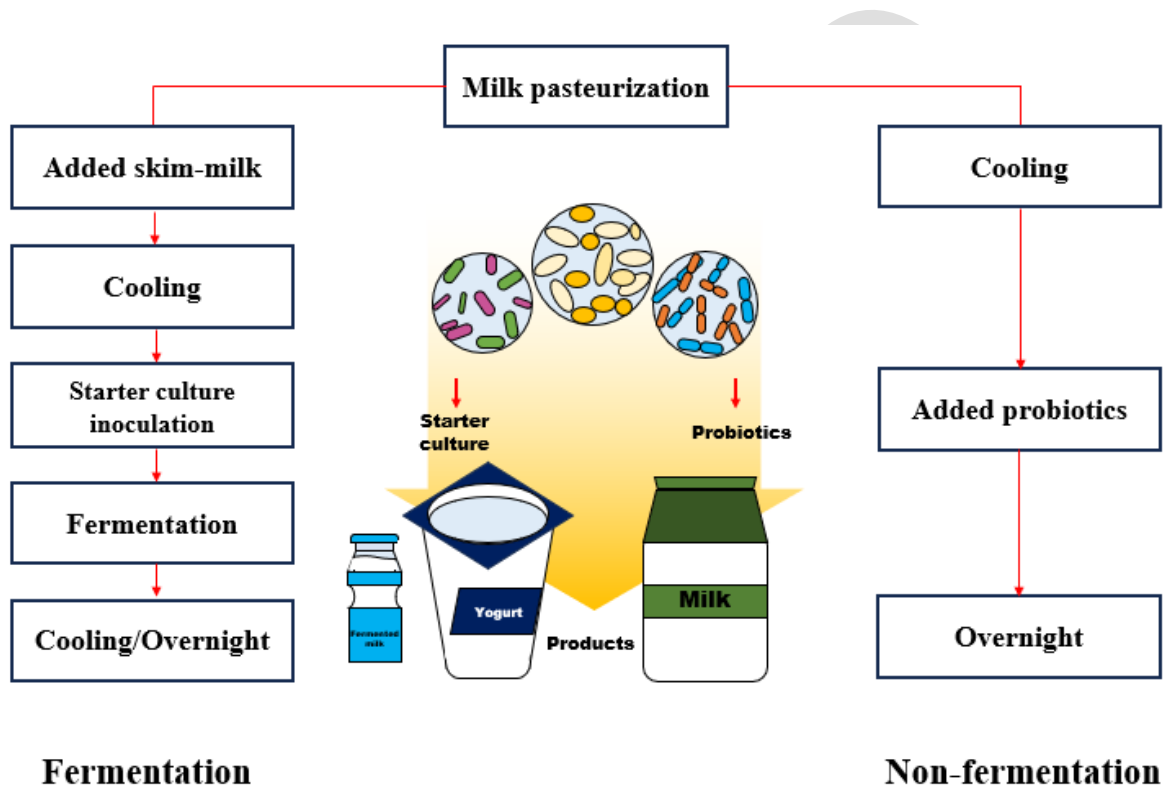 Milk pasteurization
Added skim-milk
Cooling
Starter culture
inoculation
Fermentation
Cooling/Overnight
Fermentation
Starter
culture
Probiotics
Fermented
milk
Yogurt
Milk
Products
Cooling
Added probiotics
Overnight
Non-fermentation